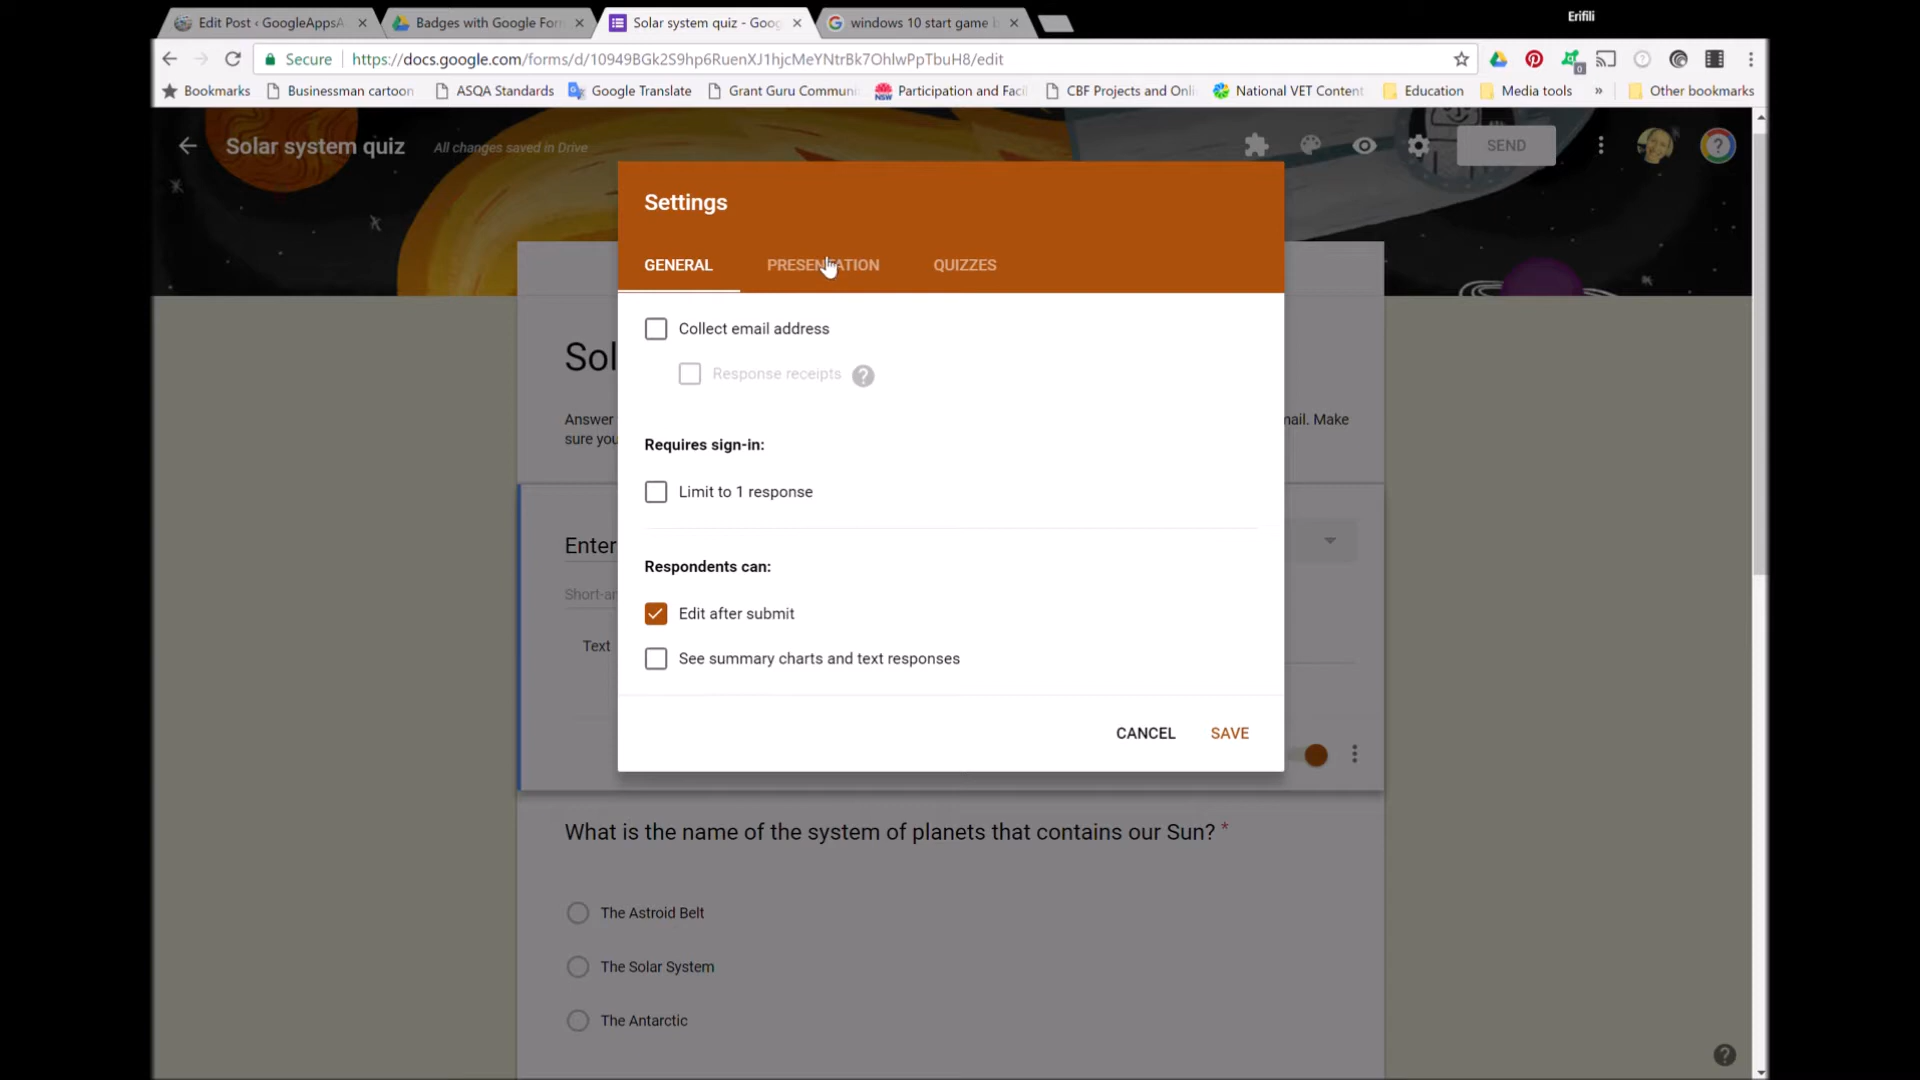 Erifili
Edit Post ‹ GoogleAppsA
Badges with Google For
Solar system quiz - Goog
windows 10 start game b
Secure https://docs.google.com/forms/d/10949BGk2S9hp6RuenXJ1hjcMeYNtrBk7OhlwPpTbuH8/edit
0
Bookmarks Businessman cartoon ASQA Standards Google Translate Grant Guru Communi Participation and Facil CBF Projects and Onli National VET Content Education Media tools » Other bookmarks
Solar system quiz All changes saved in Drive SEND
Settings
GENERAL PRESENTATION QUIZZES
Collect email address
Response receipts ?
Requires sign-in:
Limit to 1 response
Respondents can:
Edit after submit
See summary charts and text responses
CANCEL SAVE
Sol
Answer nail. Make
sure you
Enter
Short-an
Text
What is the name of the system of planets that contains our Sun? *
The Astroid Belt
The Solar System
The Antarctic